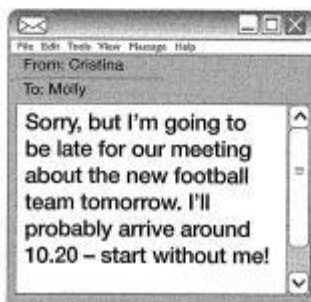 File Edit Tools View Message Help
From: Cristina
To: Molly
Sorry, but I'm going to
be late for our meeting
about the new football
team tomorrow. I'll
probably arrive around
10.20 – start without me!